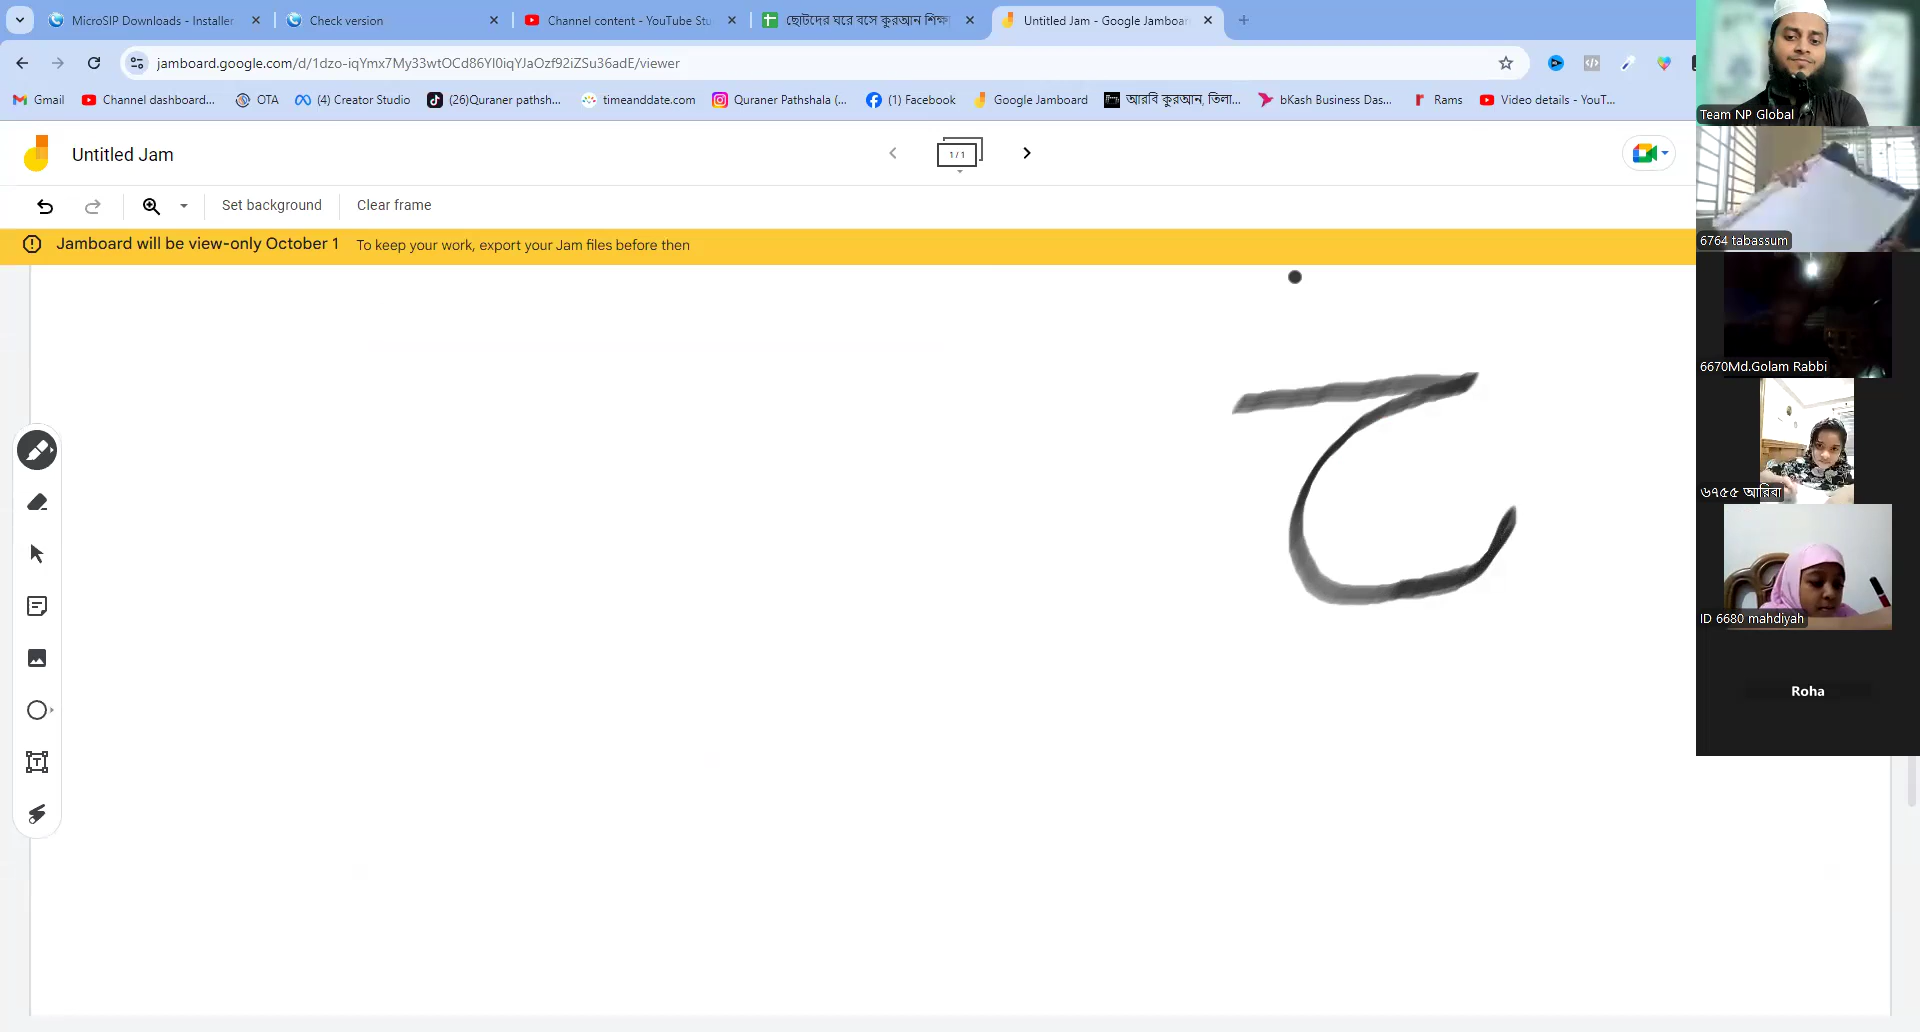 MicroSIP Downloads - Installer
Check version
Channel content - YouTube Stu
ছোটদের ঘরে বসে কুরআন শিক্ষ
Untitled Jam - Google Jamboar
jamboard.google.com/d/1dzo-iqYmx7My33wtOCd86Yl0iqYJaOzf92iZSu36adE/viewer
Gmail
Channel dashboard...
OTA
(4) Creator Studio
(26)Quraner pathsh...
timeanddate.com
Quraner Pathshala (...
(1) Facebook
Google Jamboard
আরবি কুরআন, তিলা...
bKash Business Das...
Rams
Video details - YouT...
Untitled Jam
1/1
Set background
Clear frame
Jamboard will be view-only October 1 To keep your work, export your Jam files before then
ح
Team NP Global
6764 tabassum
6670Md.Golam Rabbi
৬৭৫৫ আরিবা
ID 6680 mahdiyah
Roha